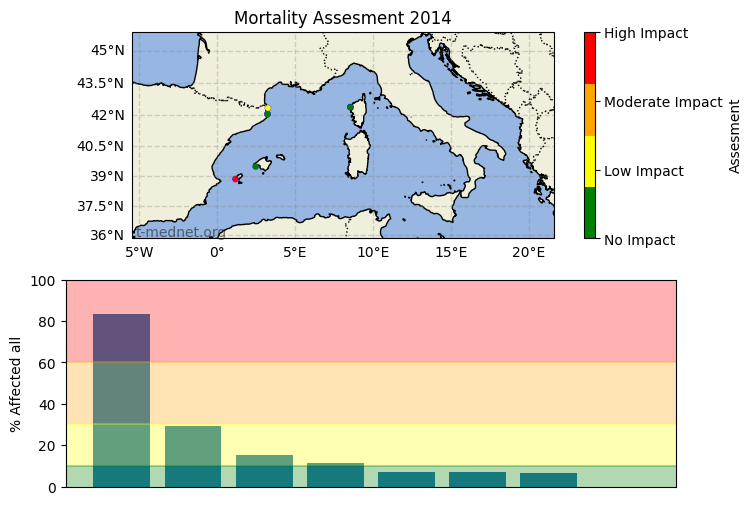 Mortality Assesment 2014
45°N
43.5°N
42°N
40.5°N
39°N
37.5°N
36°N
t-mednet.org
5°W 0° 5°E 10°E 15°E 20°E
High Impact
Moderate Impact
Low Impact
No Impact
Assesment
100
80
60
40
20
0
% Affected all